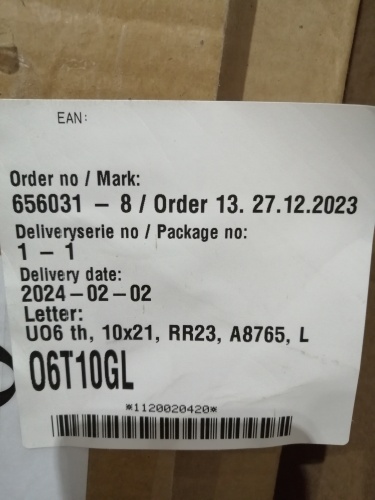 EAN:
Order no / Mark:
656031 - 8 / Order 13. 27.12.2023
Deliveryserie no / Package no:
1 - 1
Delivery date:
2024-02-02
Letter:
U06 th, 10x21, RR23, A8765, L
06T10GL
*1120020420*